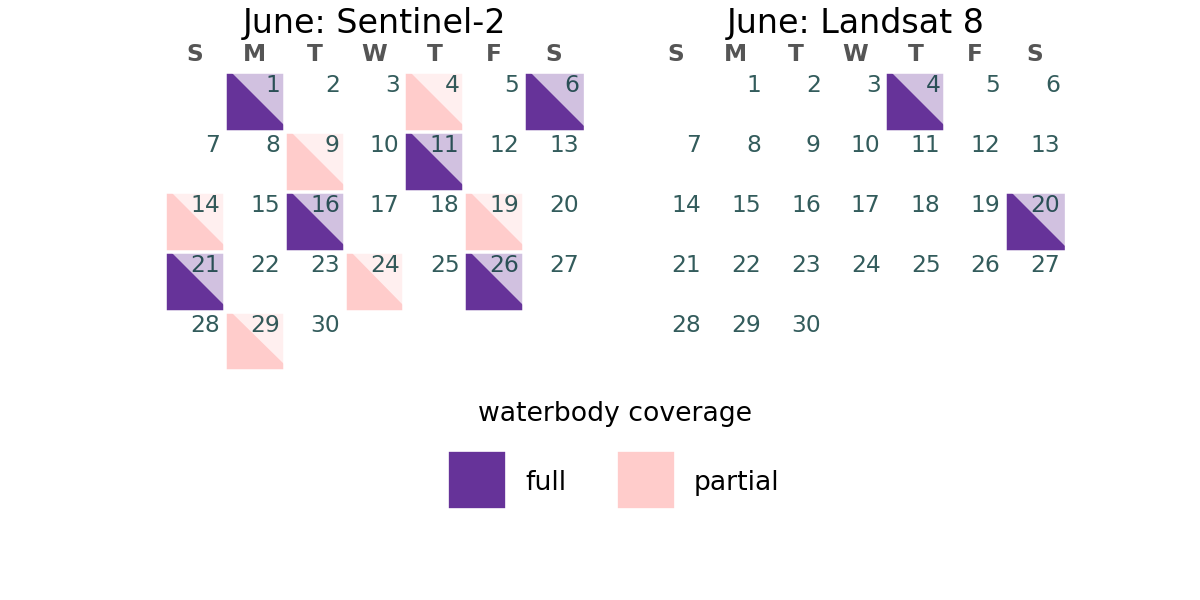 June: Sentinel-2
S M T W T F S
1 2 3 4 5 6
7 8 9 10 11 12 13
14 15 16 17 18 19 20
21 22 23 24 25 26 27
28 29 30
June: Landsat 8
S M T W T F S
1 2 3 4 5 6
7 8 9 10 11 12 13
14 15 16 17 18 19 20
21 22 23 24 25 26 27
28 29 30
waterbody coverage
full partial